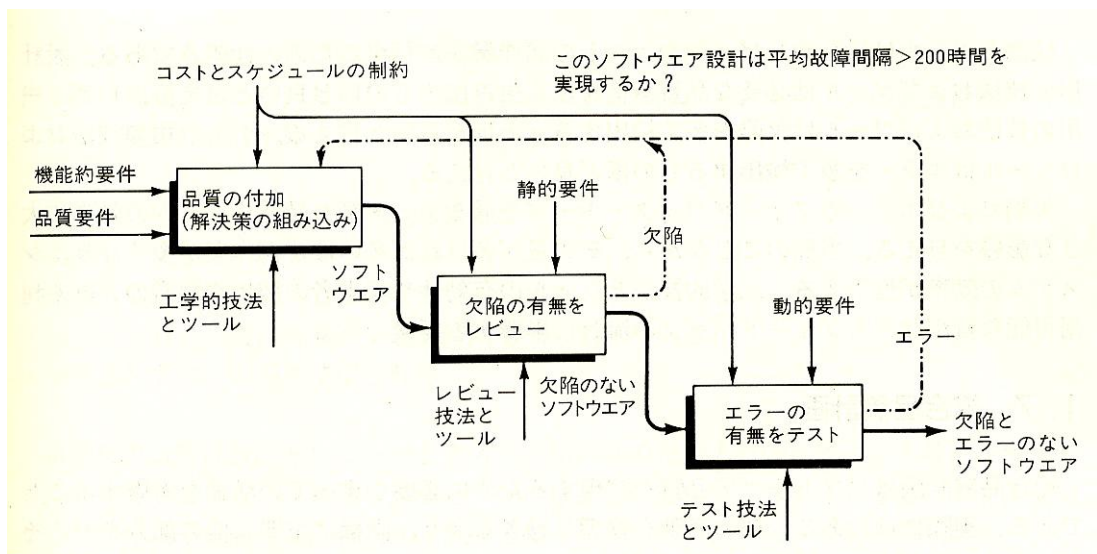 コストとスケジュールの制約
このソフトウエア設計は平均故障間隔>200時間を
実現するか?
機能約要件
品質要件
品質の付加
(解決策の組み込み)
工学的技法
とツール
ソフト
ウエア
静的要件
欠陥
欠陥の有無を
レビュー
レビュー
技法と
ツール
欠陥のない
ソフトウエア
動的要件
エラー
エラーの
有無をテスト
テスト技法
とツール
欠陥と
エラーのない
ソフトウエア